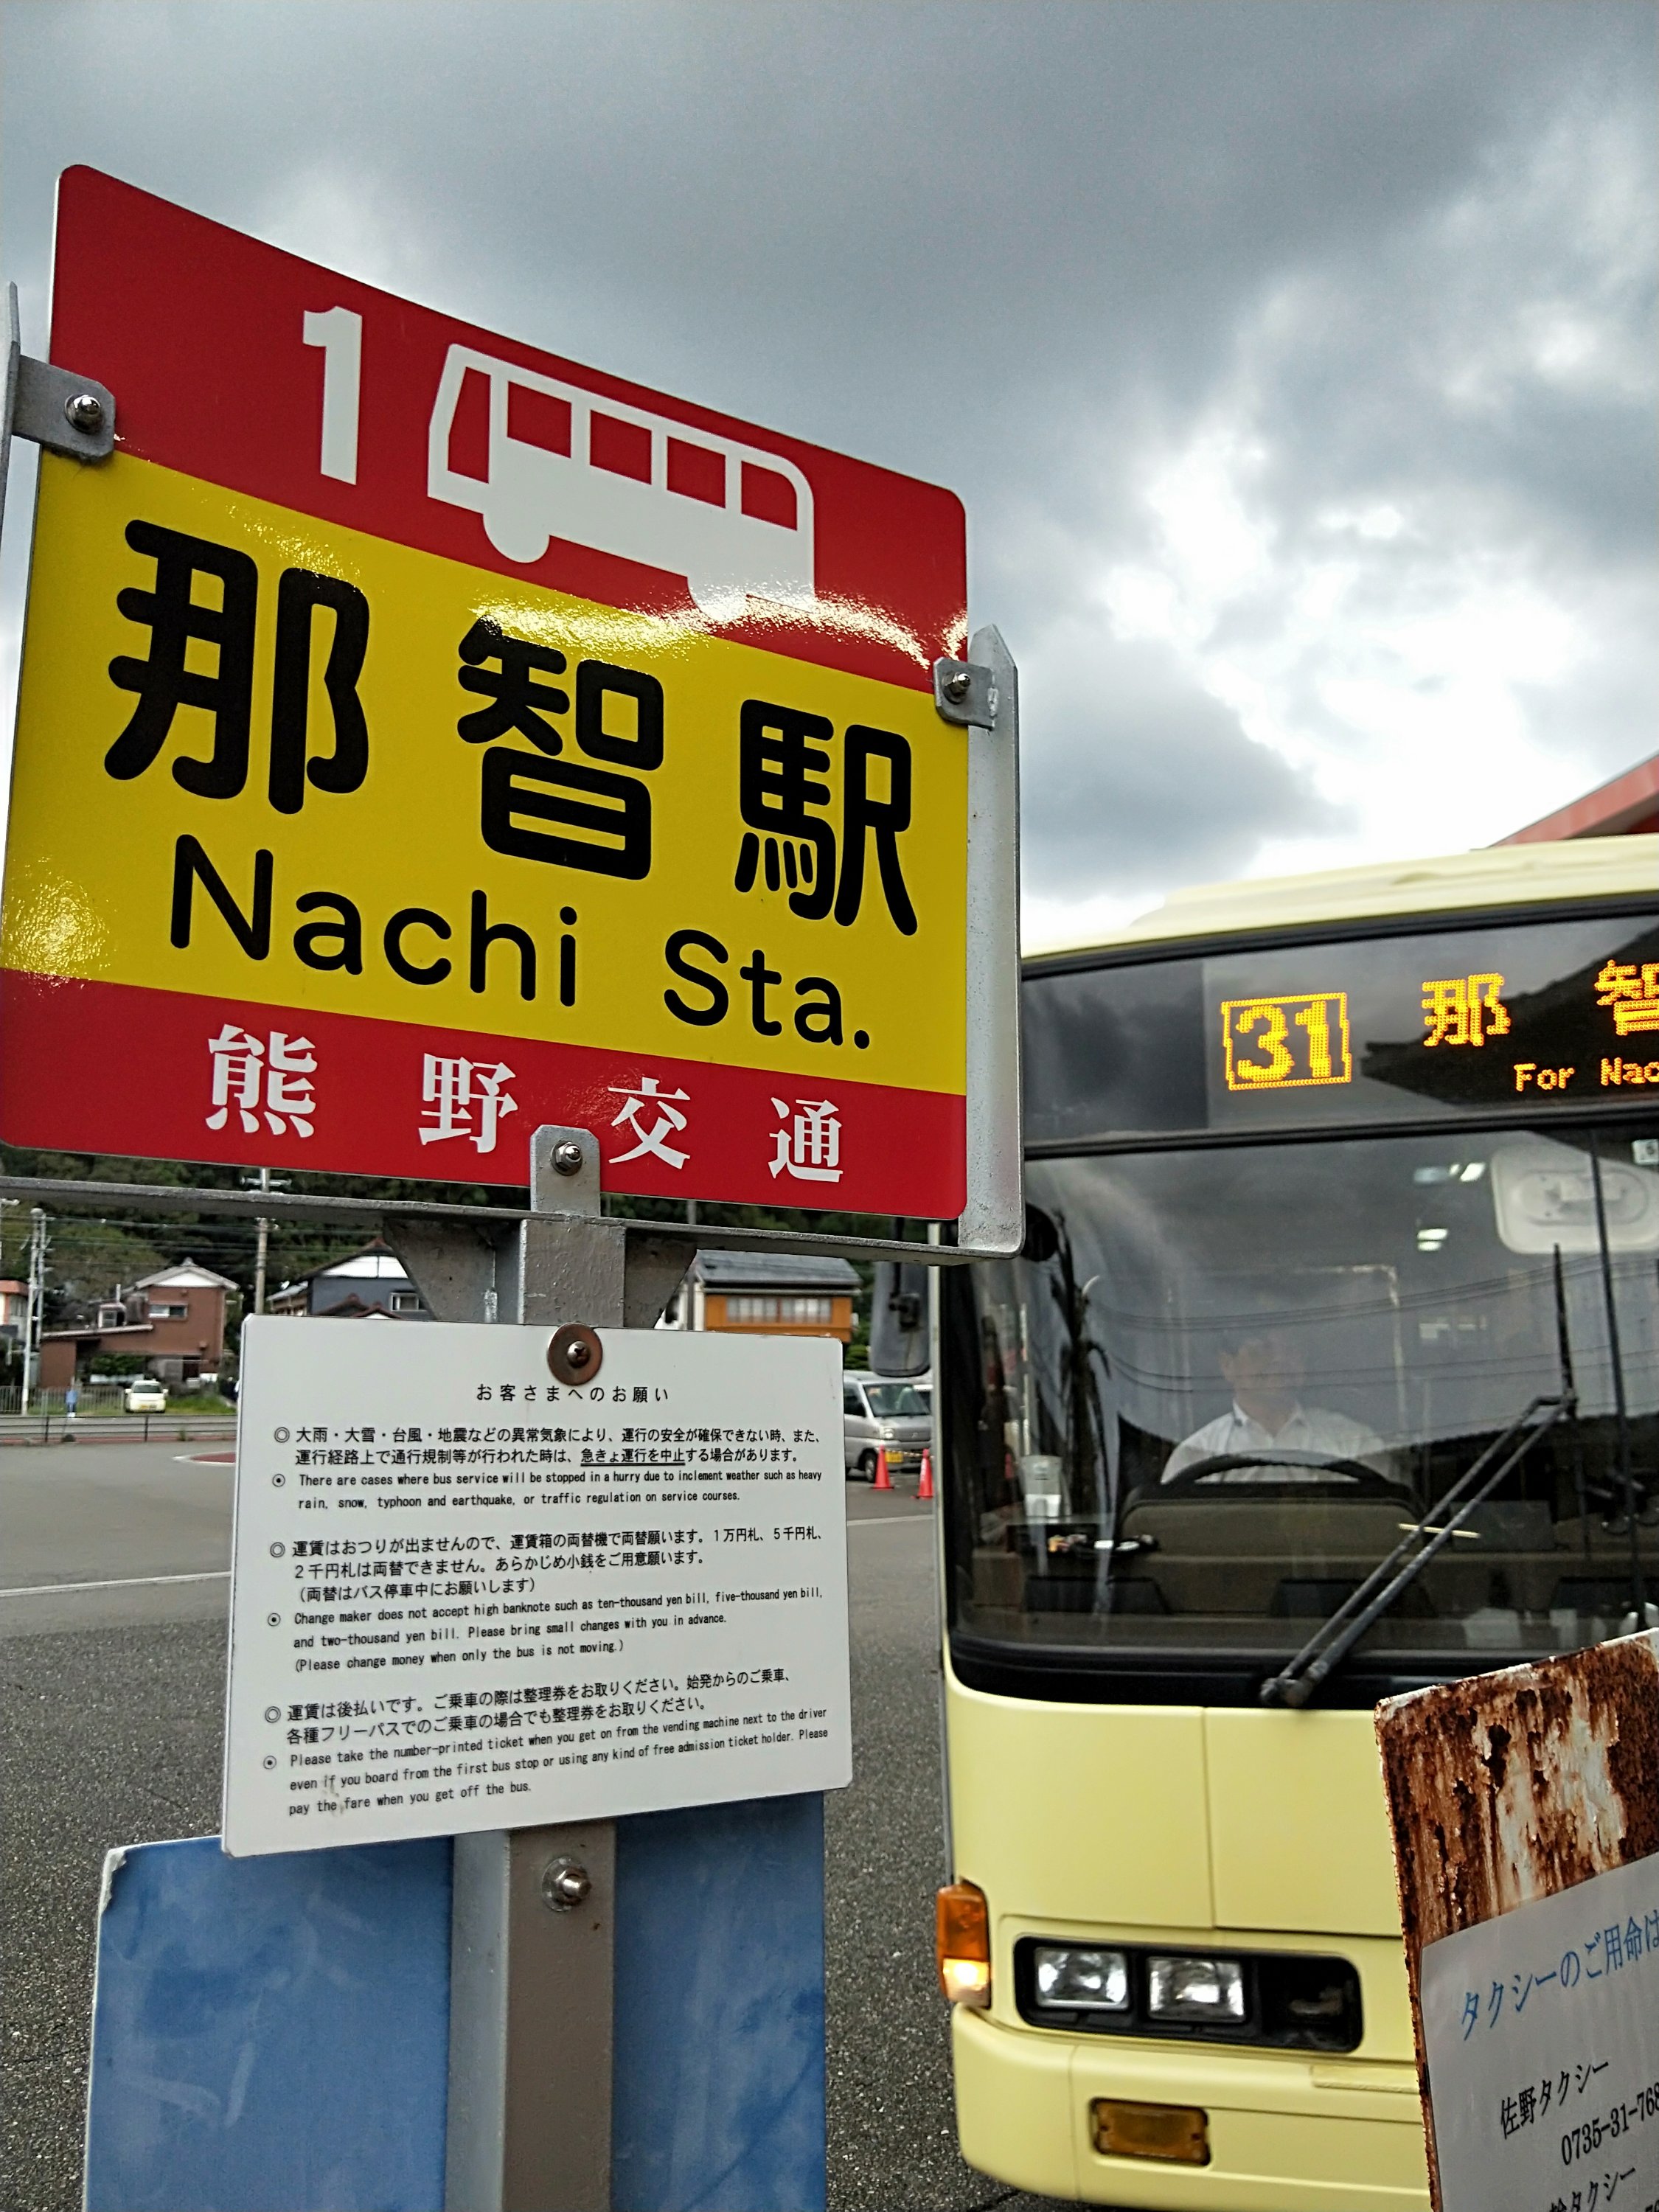 1
那智駅
Nachi Sta.
熊野交通
お客さまへのお願い
◎ 大雨・大雪・台風・地震などの異常気象により、運行の安全が確保できない時、また、
運行経路上で通行規制等が行われた時は、急きょ運行を中止する場合があります。
◉ There are cases where bus service will be stopped in a hurry due to inclement weather such as heavy
rain, snow, typhoon and earthquake, or traffic regulation on service courses.
◎ 運賃はおつりが出ませんので、運賃箱の両替機で両替願います。1万円札、5千円札、
2千円札は両替できません。あらかじめ小銭をご用意願います。
（両替はバス停車中にお願いします）
◉ Change maker does not accept high banknote such as ten-thousand yen bill, five-thousand yen bill,
and two-thousand yen bill. Please bring small changes with you in advance.
(Please change money when only the bus is not moving.)
◎ 運賃は後払いです。ご乗車の際は整理券をお取りください。始発からのご乗車、
各種フリーパスでのご乗車の場合でも整理券をお取りください。
◉ Please take the number-printed ticket when you get on from the vending machine next to the driver
even if you board from the first bus stop or using any kind of free admission ticket holder. Please
pay the fare when you get off the bus.
31 那 智
For Nac
タクシーのご用命は
佐野タクシー
0735-31-768
タクシー